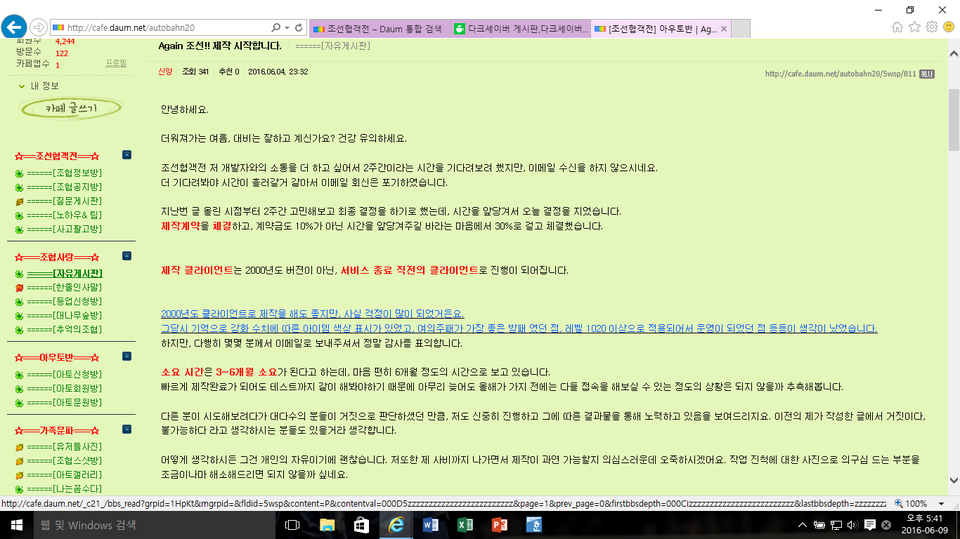 http://cafe.daum.net/autobahn20
조선협객전 – Daum 통합 검색
다크세이버 게시판,다크세이버...
[조선협객전] 아우토반 | Ag...
회원수 4,244
방문수 122
카페앱수 1
프로필
내 정보
카페 글쓰기
☆══조선협객전══☆
======[조협정보방]
======[조협공지방]
======[질문게시판]
======[노하우& 팁]
======[사고팔고방]
☆══조협사랑══☆
======[자유게시판]
======[한줄인사말]
======[등업신청방]
======[대나무숲방]
======[추억의조협]
☆══아우토반══☆
======[아토신청방]
======[아토회원방]
======[아토문원방]
☆══가족문파══☆
======[유저들사진]
======[조협스샷방]
======[아토갤러리]
======[나는꼼수다]
Again 조선!! 제작 시작합니다. ======[자유게시판]
신영 조회 341 추천 0 2016,06,04, 23:32
http://cafe.daum.net/autobahn20/5wsp/811 복사
안녕하세요.
더워져가는 여름, 대비는 잘하고 계신가요? 건강 유의하세요.
조선협객전 저 개발자와의 소통을 더 하고 싶어서 2주간이라는 시간을 기다려보려 했지만, 이메일 수신을 하지 않으시네요.
더 기다려봐야 시간이 흘러갈거 같아서 이메일 회신은 포기하였습니다.
지난번 글 올린 시점부터 2주간 고민해보고 최종 결정을 하기로 했는데, 시간을 앞당겨서 오늘 결정을 지었습니다.
제작계약을 체결하고, 계약금도 10%가 아닌 시간을 앞당겨주길 바라는 마음에서 30%로 걸고 체결했습니다.
제작 클라이언트는 2000년도 버젼이 아닌, 서비스 종료 직전의 클라이언트로 진행이 되어집니다.
2000년도 클라이언트로 제작을 해도 좋지만, 사실 걱정이 많이 되었거든요.
그당시 기억으로 강화 수치에 따른 아이템 색상 표시가 있었고, 여의주패가 가장 좋은 방패 였던 점, 레벨 1020 이상으로 적용되어서 운영이 되었던 점 등등이 생각이 났었습니다.
하지만, 다행히 몇몇 분께서 이메일로 보내주셔서 정말 감사를 표의합니다.
소요 시간은 3~6개월 소요가 된다고 하는데, 마음 편히 6개월 정도의 시간으로 보고 있습니다.
빠르게 제작완료가 되어도 테스트까지 같이 해봐야하기 때문에 아무리 늦어도 올해가 가지 전에는 다들 접속을 해보실 수 있는 정도의 상황은 되지 않을까 추측해봅니다.
다른 분이 시도해보려다가 대다수의 분들이 거짓으로 판단하셨던 만큼, 저도 신중히 진행하고 그에 따른 결과물을 통해 노력하고 있음을 보여드리지요. 이전의 제가 작성한 글에서 거짓이다,
불가능하다 라고 생각하시는 분들도 있을거라 생각합니다.
어떻게 생각하시든 그건 개인의 자유이기에 괜찮습니다. 저또한 제 사비까지 나가면서 제작이 과연 가능할지 의심스러운데 오죽하시겠어요. 작업 진척에 대한 사진으로 의구심 드는 부분을
조금이나마 해소해드리면 되지 않을까 싶네요.
100%
웹 및 Windows 검색
오후 5:41
2016-06-09